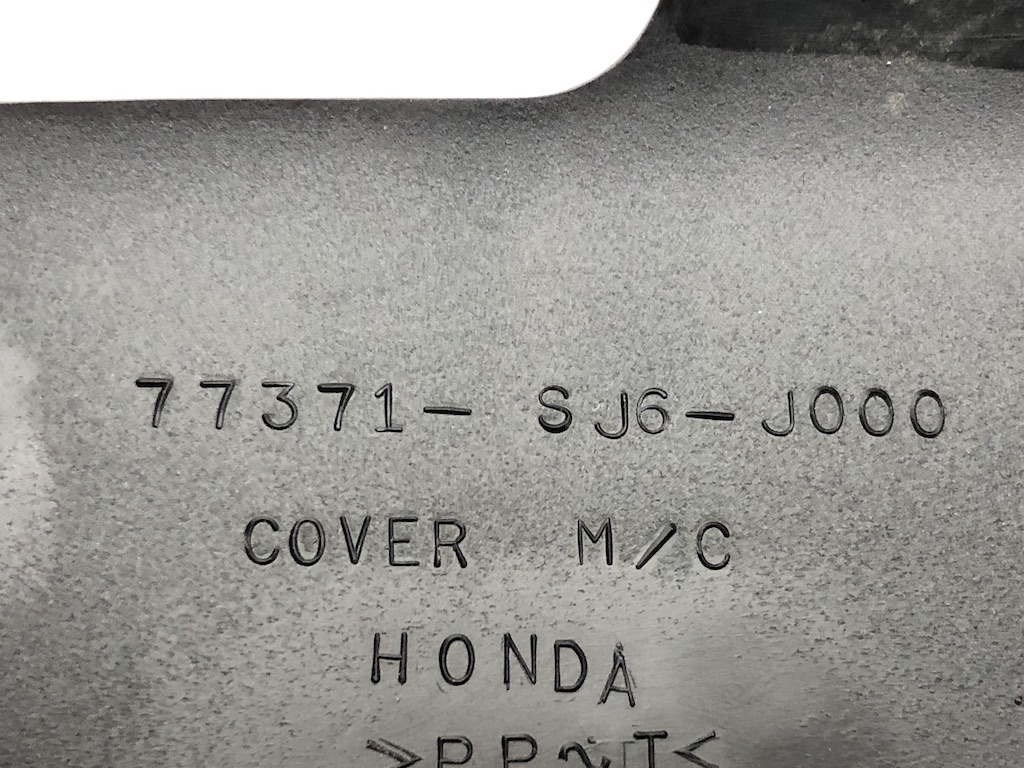 77371- SJ6-J000
COVER M/C
HONDA